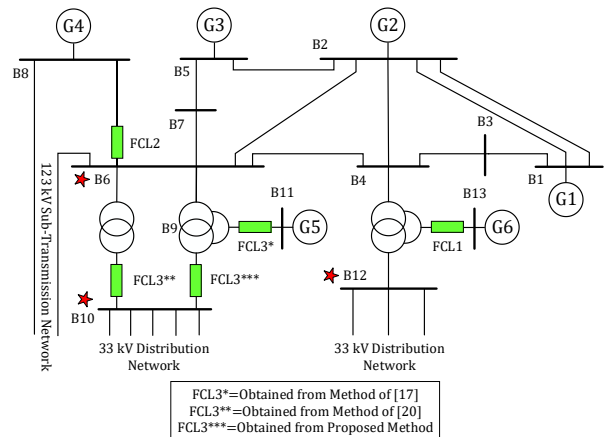 G4
G3
G2
B8
B5
B2
B7
B3
FCL2
B6
B4
B1
G1
123 kV Sub-Transmission Network
B11
B13
B9
G5
G6
FCL3*
FCL1
FCL3**
FCL3***
B12
B10
33 kV Distribution
Network
33 kV Distribution
Network
FCL3*=Obtained from Method of [17]
FCL3**=Obtained from Method of [20]
FCL3***=Obtained from Proposed Method